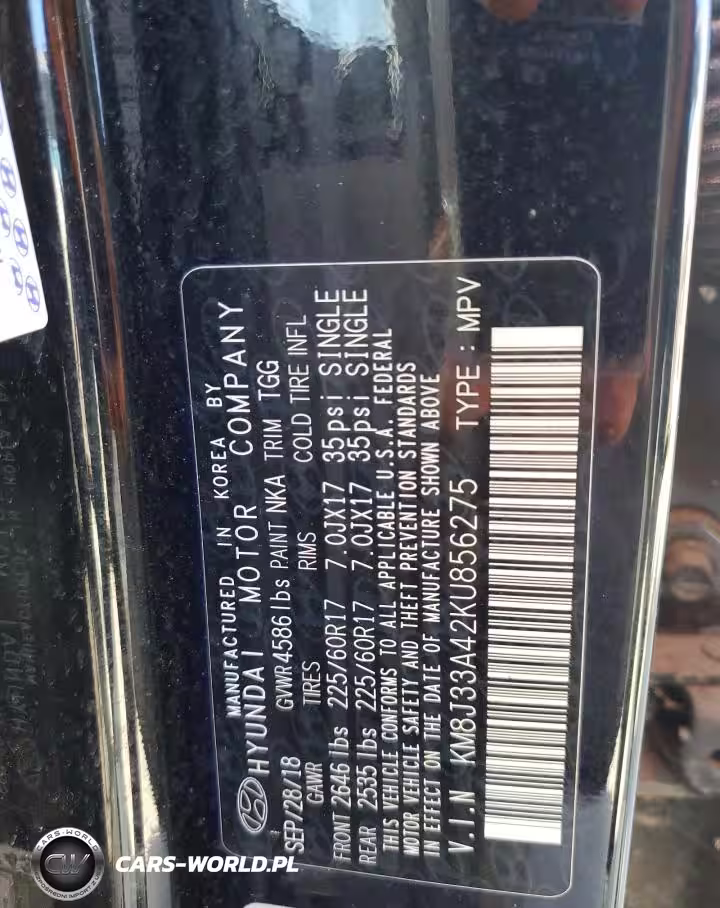 MANUFACTURED IN KOREA BY
HYUNDAI MOTOR COMPANY
SEP/28/18 GVWR 4586 lbs PAINT NKA TRIM TGG
GAWR TIRES RIMS COLD TIRE INFL
FRONT 2646 lbs 225/60R17 7.0JX17 35psi SINGLE
REAR 2535 lbs 225/60R17 7.0JX17 35psi SINGLE
THIS VEHICLE CONFORMS TO ALL APPLICABLE U.S.A. FEDERAL
MOTOR VEHICLE SAFETY AND THEFT PREVENTION STANDARDS
IN EFFECT ON THE DATE OF MANUFACTURE SHOWN ABOVE
V.I.N KM8J33A42KU856275 TYPE : MPV
CW
CARS-WORLD.PL